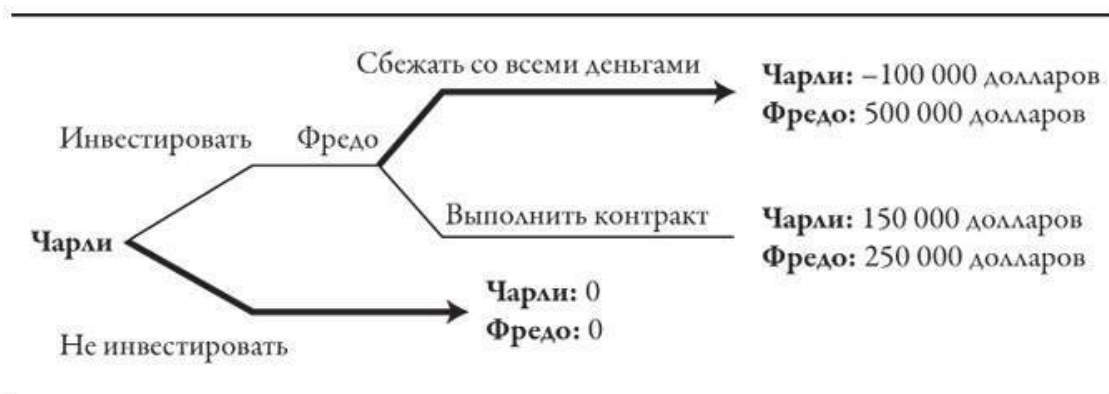 Сбежать со всеми деньгами
Чарли: –100 000 долларов
Фредо: 500 000 долларов
Инвестировать
Фредо
Выполнить контракт
Чарли: 150 000 долларов
Фредо: 250 000 долларов
Чарли
Чарли: 0
Фредо: 0
Не инвестировать